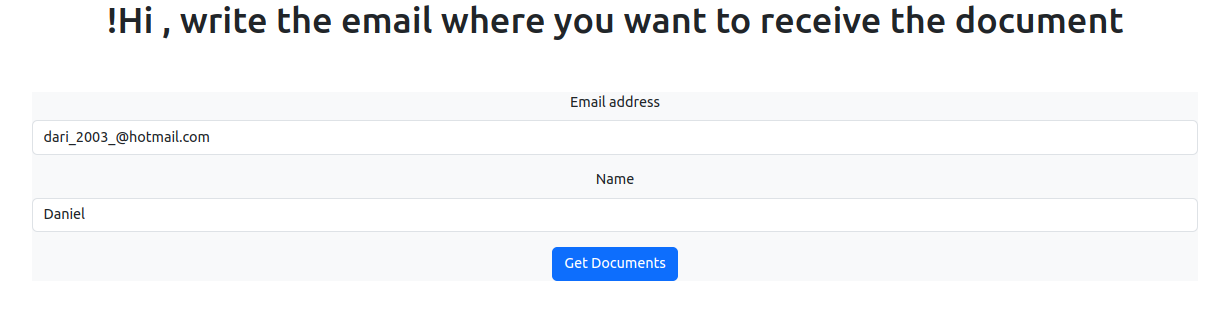 !Hi , write the email where you want to receive the document
Email address
dari_2003_@hotmail.com
Name
Daniel
Get Documents